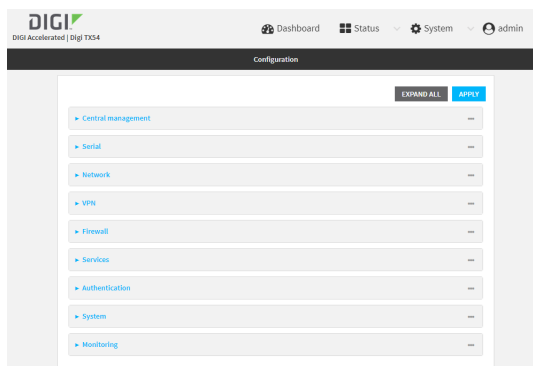 DIGI
DIGI Accelerated | Digi TX54
Dashboard
Status
System
admin
Configuration
EXPAND ALL
APPLY
Central management
Serial
Network
VPN
Firewall
Services
Authentication
System
Monitoring